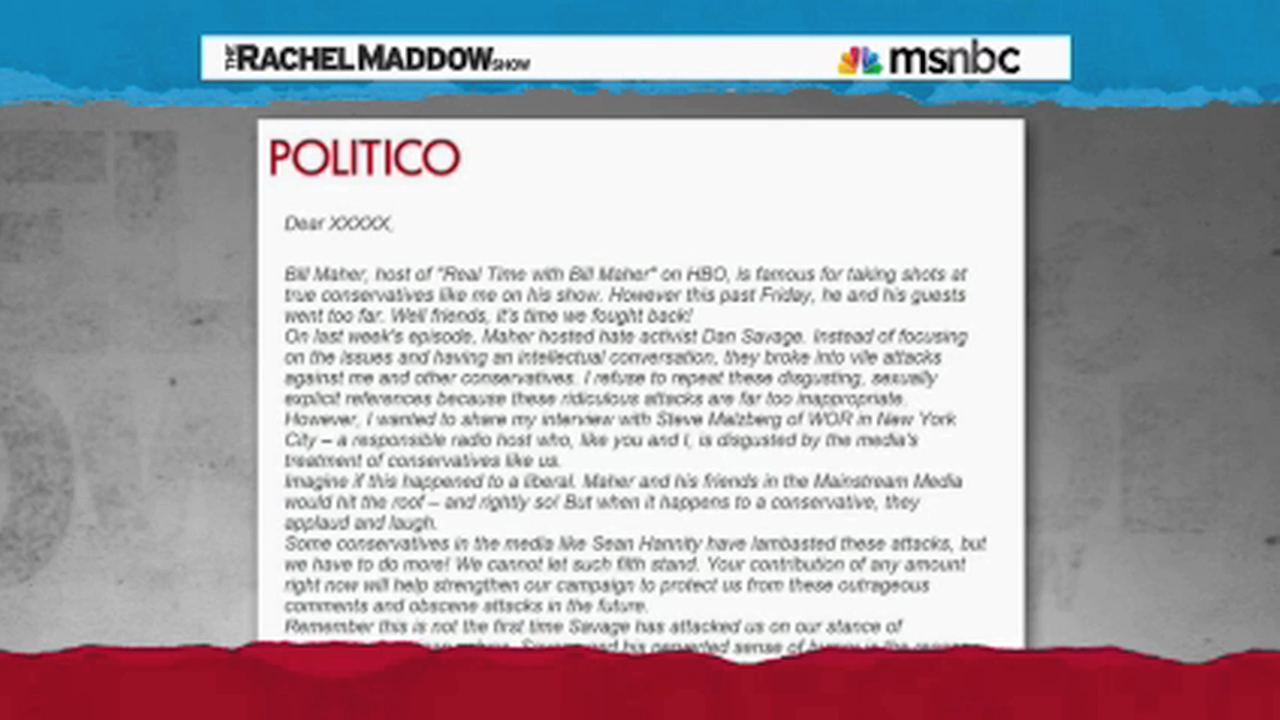 THE RACHEL MADDOW SHOW
msnbc
POLITICO
Dear XXXXX,
Bill Maher, host of "Real Time with Bill Maher" on HBO, is famous for taking shots at
true conservatives like me on his show. However this past Friday, he and his guests
went too far. Well friends, it's time we fought back!
On last week's episode, Maher hosted hate activist Dan Savage. Instead of focusing
on the issues and having an intellectual conversation, they broke into vile attacks
against me and other conservatives. I refuse to repeat these disgusting, sexually
explicit references because these ridiculous attacks are far too inappropriate.
However, I wanted to share my interview with Steve Malzberg of WOR in New York
City – a responsible radio host who, like you and I, is disgusted by the media's
treatment of conservatives like us.
Imagine if this happened to a liberal. Maher and his friends in the Mainstream Media
would hit the roof – and rightly so! But when it happens to a conservative, they
applaud and laugh.
Some conservatives in the media like Sean Hannity have lambasted these attacks, but
we have to do more! We cannot let such filth stand. Your contribution of any amount
right now will help strengthen our campaign to protect us from these outrageous
comments and obscene attacks in the future.
Remember this is not the first time Savage has attacked us on our stance of
his perverted sense of humor is the